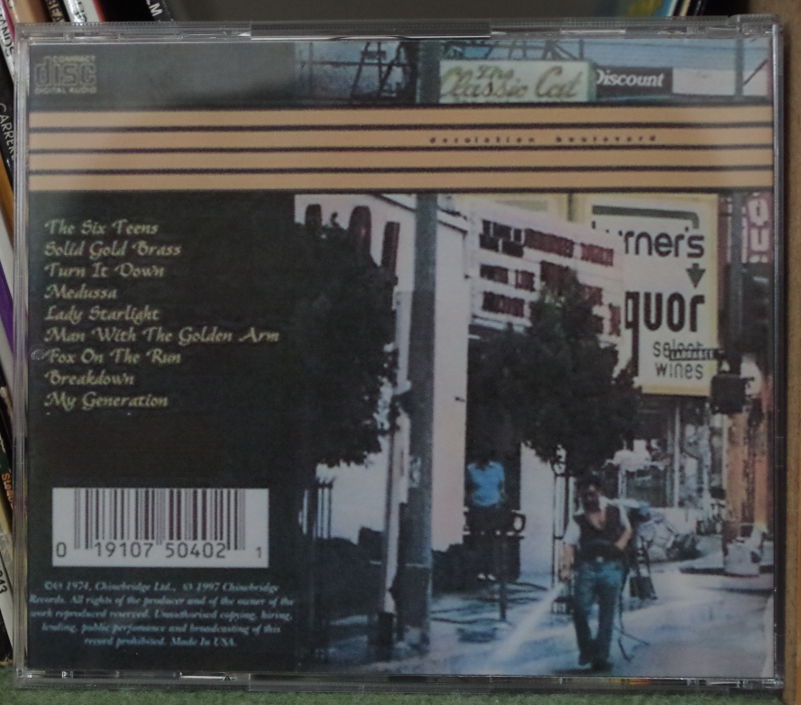 COMPACT
disc
DIGITAL AUDIO
The
Classic Cat
Discount
desolation boulevard
The Six Teens
Solid Gold Brass
Turn It Down
Medussa
Lady Starlight
Man With The Golden Arm
Fox On The Run
Breakdown
My Generation
urner's
quor
select
LARRABEE
wines
0 19107 50402 1
©℗ 1974, Chinebridge Ltd., ℗ 1997 Chinebridge
Records. All rights of the producer and of the owner of the
work reproduced reserved. Unauthorised copying, hiring,
lending, public performance and broadcasting of this
record prohibited. Made In USA.